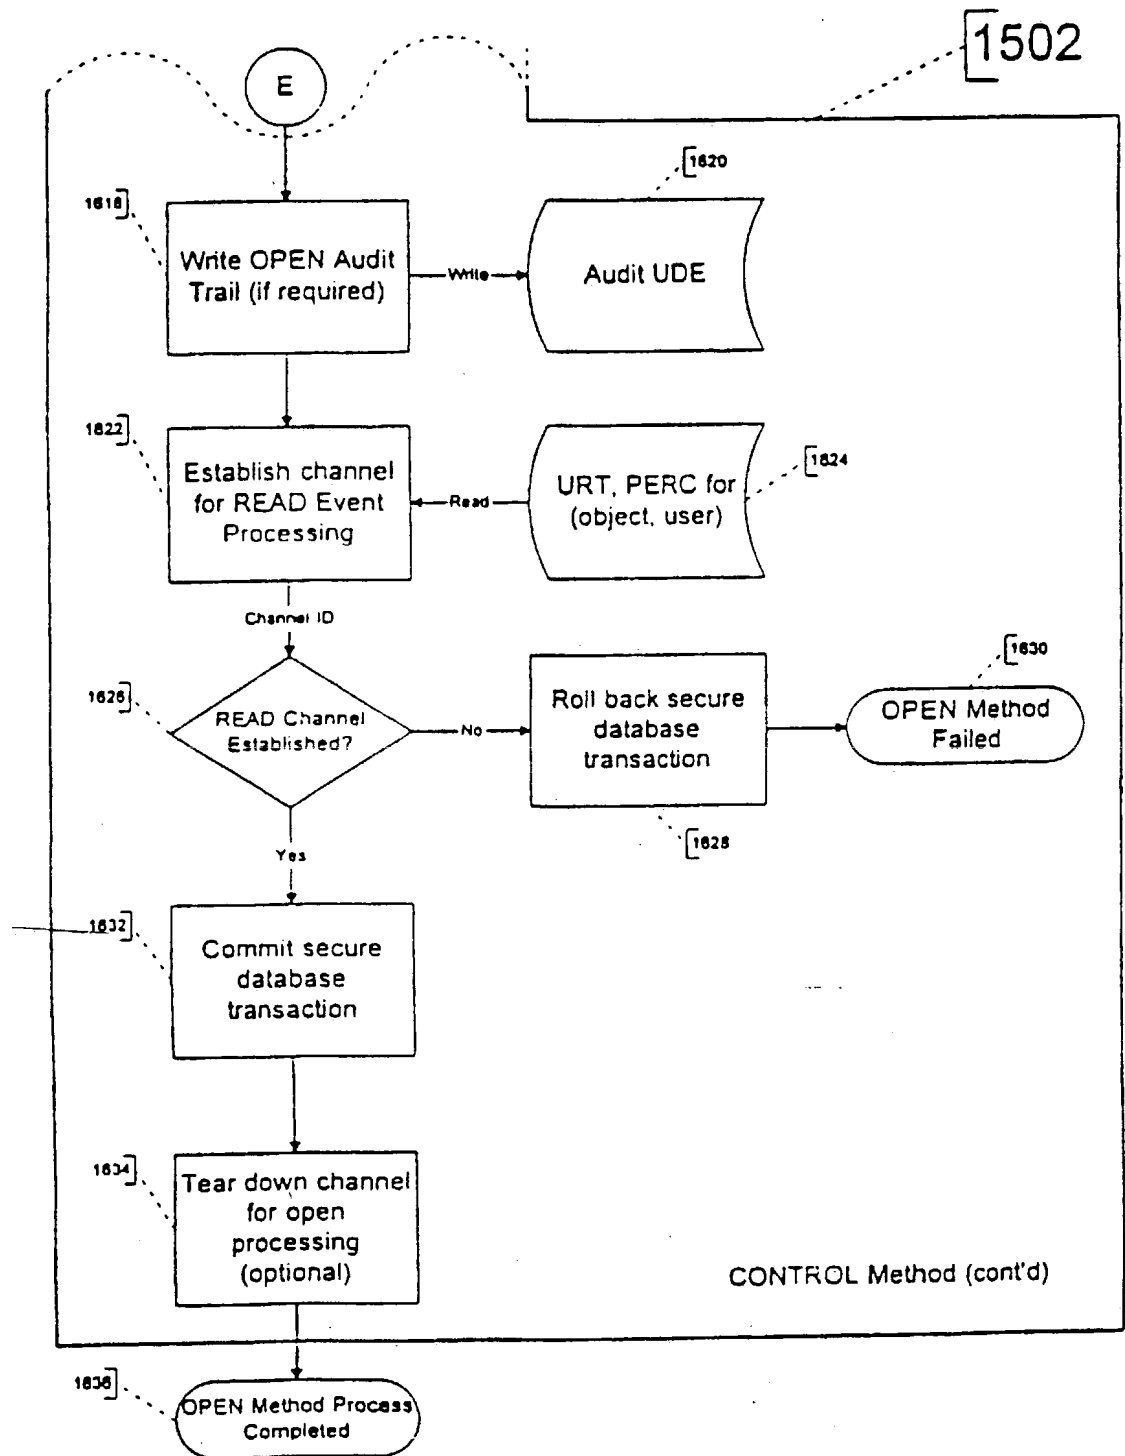 1502
E
1618
Write OPEN Audit
Trail (if required)
Write
1620
Audit UDE
1622
Establish channel
for READ Event
Processing
Read
URT, PERC for
(object, user)
1624
Channel ID
1626
READ Channel
Established?
No
Roll back secure
database
transaction
1628
1630
OPEN Method
Failed
Yes
1632
Commit secure
database
transaction
1634
Tear down channel
for open
processing
(optional)
CONTROL Method (cont'd)
1636
OPEN Method Process
Completed